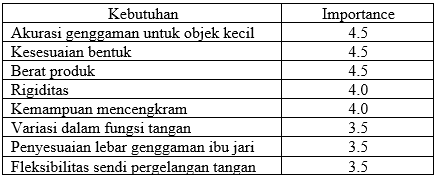 Kebutuhan Importance
Akurasi genggaman untuk objek kecil 4.5
Kesesuaian bentuk 4.5
Berat produk 4.5
Rigiditas 4.0
Kemampuan mencengkram 4.0
Variasi dalam fungsi tangan 3.5
Penyesuaian lebar genggaman ibu jari 3.5
Fleksibilitas sendi pergelangan tangan 3.5